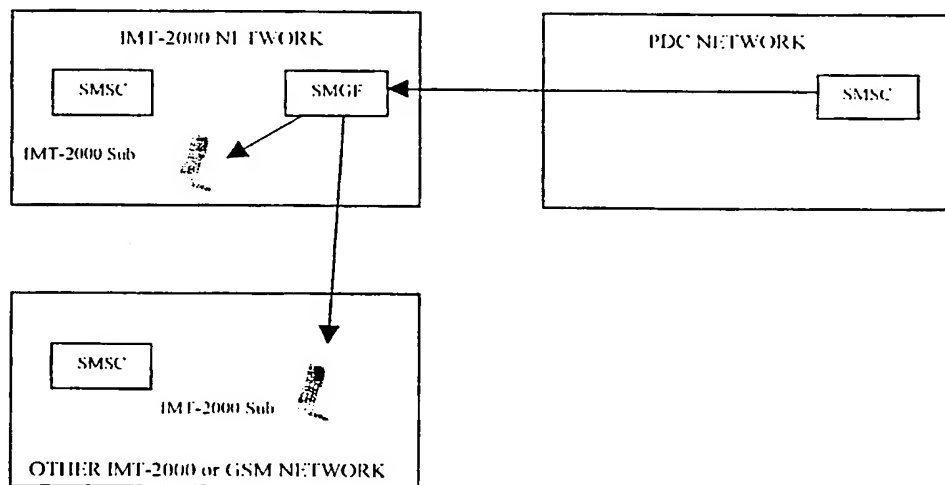 IMT-2000 NETWORK
SMSC
SMGF
IMT-2000 Sub
PDC NETWORK
SMSC
SMSC
IMT-2000 Sub
OTHER IMT-2000 or GSM NETWORK